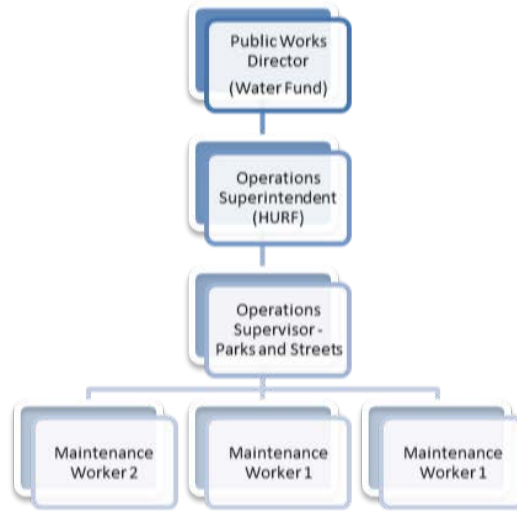 Public Works
Director
(Water Fund)
Operations
Superintendent
(HURF)
Operations
Supervisor -
Parks and Streets
Maintenance
Worker 2
Maintenance
Worker 1
Maintenance
Worker 1